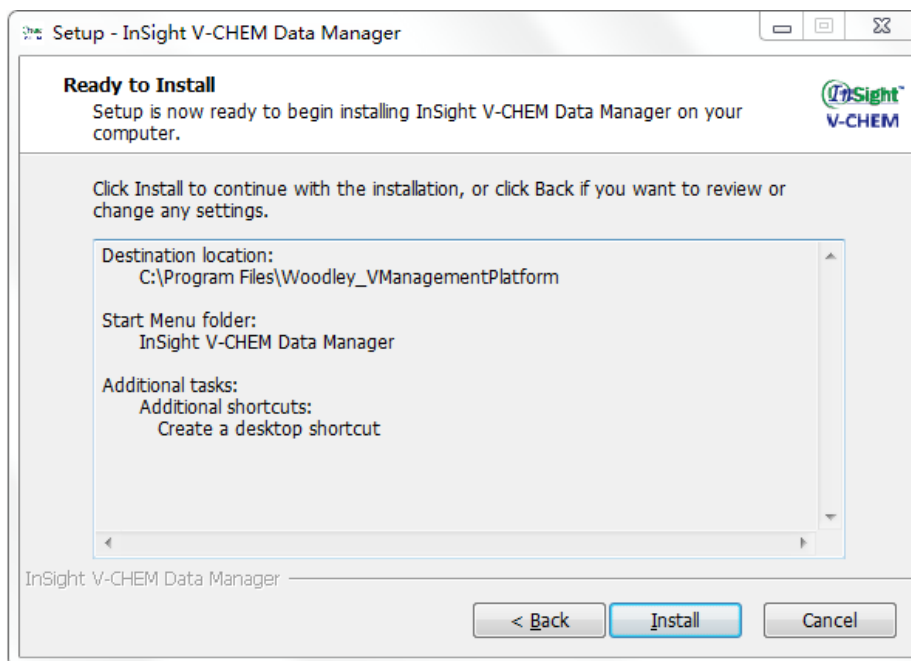 Setup - InSight V-CHEM Data Manager
Ready to Install
Setup is now ready to begin installing InSight V-CHEM Data Manager on your
computer.
InSight™
V-CHEM
Click Install to continue with the installation, or click Back if you want to review or
change any settings.
Destination location:
C:\Program Files\Woodley_VManagementPlatform
Start Menu folder:
InSight V-CHEM Data Manager
Additional tasks:
Additional shortcuts:
Create a desktop shortcut
InSight V-CHEM Data Manager
< Back
Install
Cancel